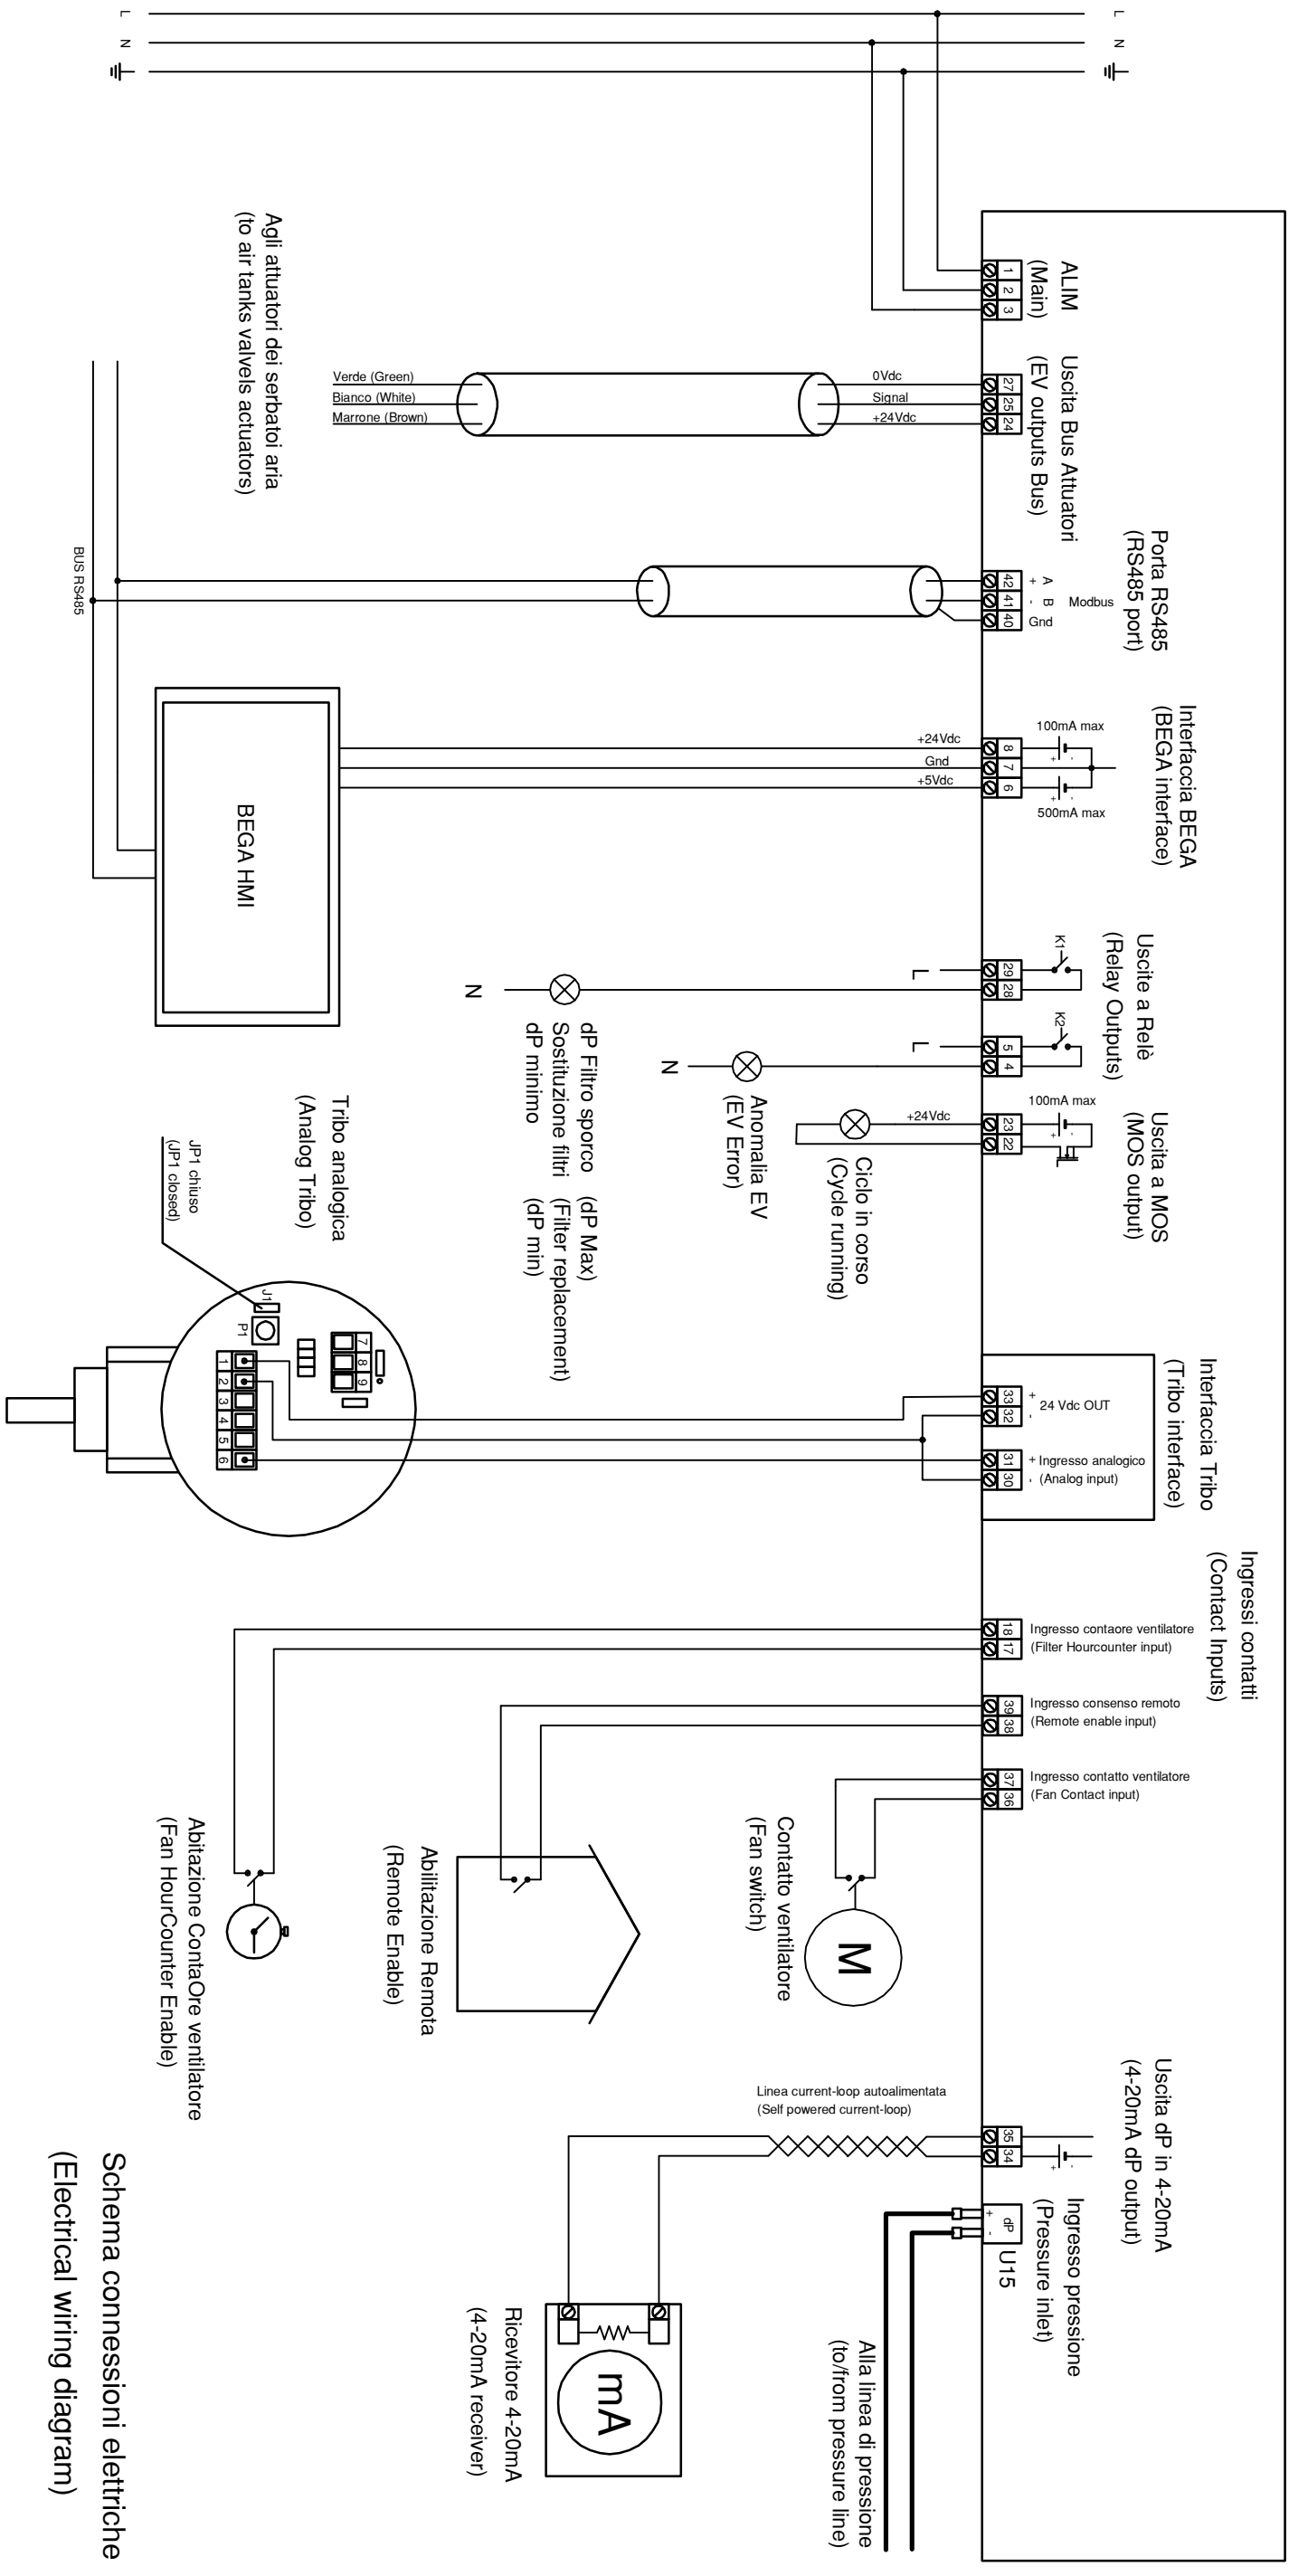 L
N
L
N
ALIM
(Main)
1
2
3
Uscita Bus Attuatori
(EV outputs Bus)
27
25
24
0Vdc
Signal
+24Vdc
Verde (Green)
Bianco (White)
Marrone (Brown)
Agli attuatori dei serbatoi aria
(to air tanks valvels actuators)
Porta RS485
(RS485 port)
Modbus
A
B
+
-
Gnd
42
41
40
BUS RS485
Interfaccia BEGA
(BEGA interface)
100mA max
500mA max
+
-
+
-
8
7
6
+24Vdc
Gnd
+5Vdc
BEGA HMI
Uscite a Relè
(Relay Outputs)
K1
K2
29
28
5
4
L
L
N
N
dP Filtro sporco
(dP Max)
Sostituzione filtri
(Filter replacement)
dP minimo
(dP min)
Anomalia EV
(EV Error)
Uscita a MOS
(MOS output)
100mA max
+
-
23
22
+24Vdc
Ciclo in corso
(Cycle running)
Interfaccia Tribo
(Tribo interface)
+
24 Vdc OUT
-
+ Ingresso analogico
- (Analog input)
33
32
31
30
Tribo analogica
(Analog Tribo)
JP1 chiuso
(JP1 closed)
J1
P1
7
8
9
1
2
3
4
5
6
Ingressi contatti
(Contact Inputs)
Ingresso contaore ventilatore
(Filter Hourcounter input)
18
17
Ingresso consenso remoto
(Remote enable input)
39
38
Ingresso contatto ventilatore
(Fan Contact input)
37
36
Contatto ventilatore
(Fan switch)
M
Abilitazione Remota
(Remote Enable)
Abitazione ContaOre ventilatore
(Fan HourCounter Enable)
Uscita dP in 4-20mA
(4-20mA dP output)
+
-
35
34
Linea current-loop autoalimentata
(Self powered current-loop)
Ingresso pressione
(Pressure inlet)
U15
dP
+
-
Alla linea di pressione
(to/from pressure line)
mA
Ricevitore 4-20mA
(4-20mA receiver)
Schema connessioni elettriche
(Electrical wiring diagram)